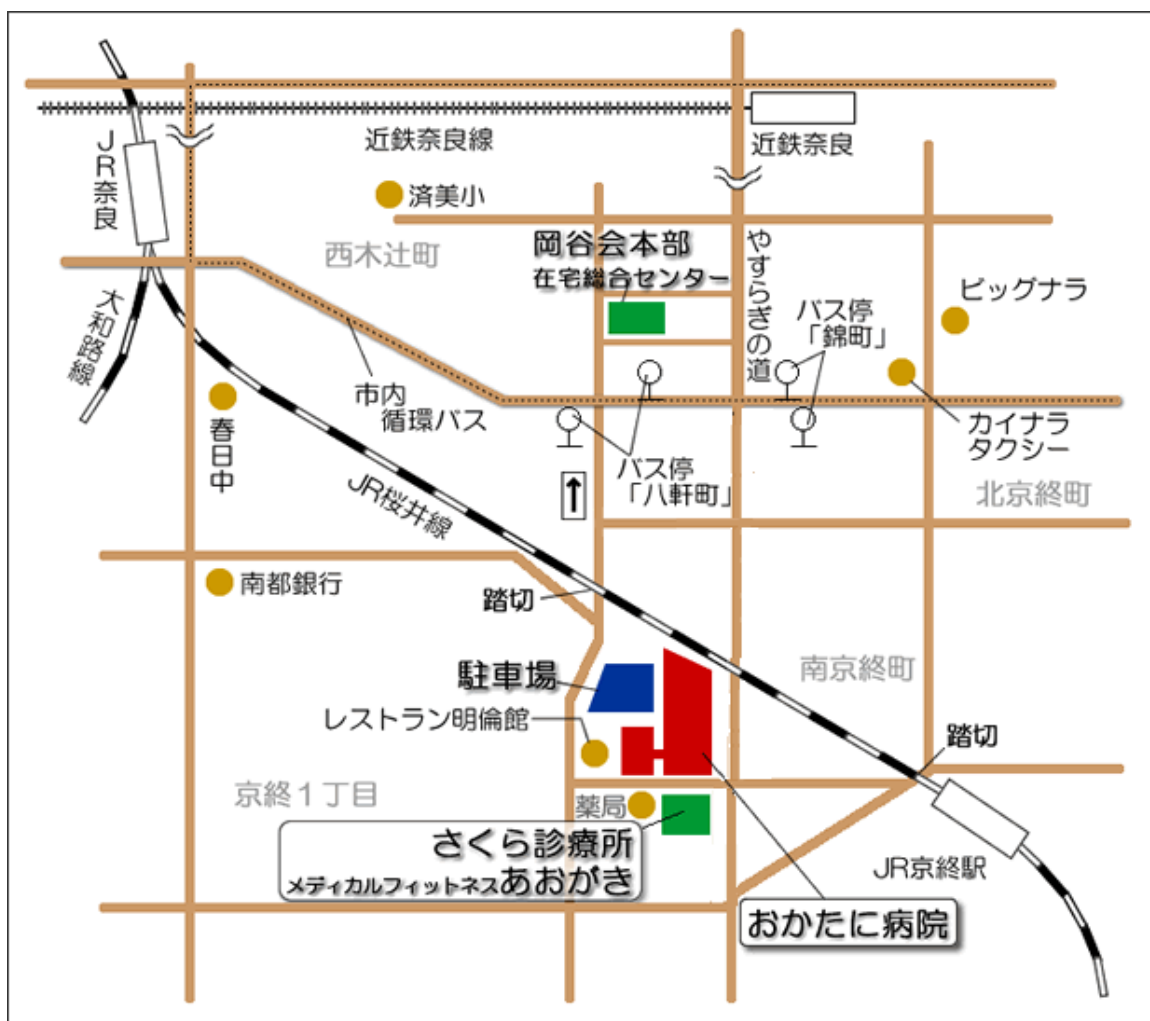 近鉄奈良線
近鉄奈良
JR奈良
済美小
西木辻町
岡谷会本部
在宅総合センター
やすらぎの道
ビッグナラ
バス停
「錦町」
大和路線
市内
循環バス
春日中
カイナラ
タクシー
バス停
「八軒町」
北京終町
JR桜井線
南都銀行
踏切
南京終町
駐車場
レストラン明倫館
踏切
京終1丁目
薬局
さくら診療所
メディカルフィットネスあおがき
JR京終駅
おかたに病院